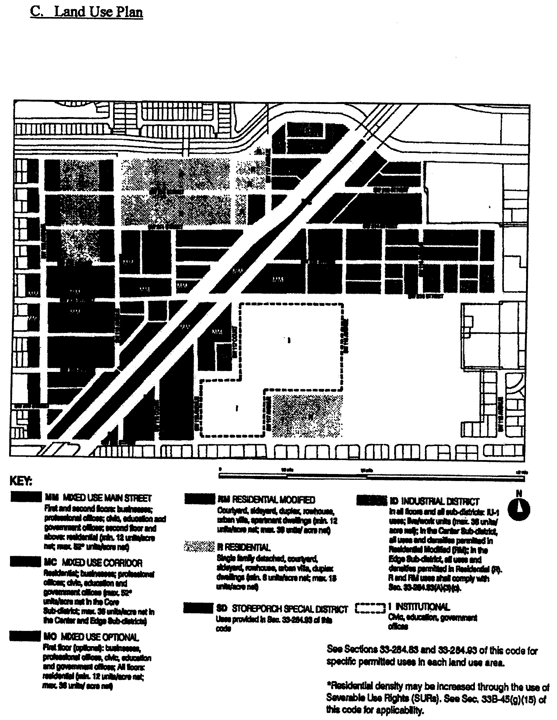 C. Land Use Plan
KEY:
MM MIXED USE MAIN STREET
First and second floors: businesses;
professional offices; civic, education and
government offices; second floor and
above: residential (min. 12 units/acre
net; max. 52* units/acre net)
MC MIXED USE CORRIDOR
Residential; businesses; professional
offices; civic, education and
government offices (max. 52*
units/acre net in the Core
Sub-district; max. 36 units/acre net in
the Center and Edge Sub-districts)
MO MIXED USE OPTIONAL
First floor (optional): businesses,
professional offices, civic, education
and government offices; All floors:
residential (min. 12 units/acre net;
max. 36 units/ acre net)
RM RESIDENTIAL MODIFIED
Courtyard, sideyard, duplex, rowhouse,
urban villa, apartment dwellings (min. 12
units/acre net; max. 36 units/ acre net)
R RESIDENTIAL
Single family detached, courtyard,
sideyard, rowhouse, urban villa, duplex
dwellings (min. 6 units/acre net; max. 18
units/acre net)
SD STOREPORCH SPECIAL DISTRICT
Uses provided in Sec. 33-284.83 of this
code
ID INDUSTRIAL DISTRICT
In all floors and all sub-districts: IU-1
uses; live/work units (max. 36 units/
acre net); in the Center Sub-district,
all uses and densities permitted in
Residential Modified (RM); in the
Edge Sub-district, all uses and
densities permitted in Residential (R).
R and RM uses shall comply with
Sec. 33-284.83(A)(3)(c).
I INSTITUTIONAL
Civic, education, government
offices
N
See Sections 33-284.83 and 33-284.93 of this code for
specific permitted uses in each land use area.
*Residential density may be increased through the use of
Severable Use Rights (SURs). See Sec. 33B-45(g)(15) of
this code for applicability.